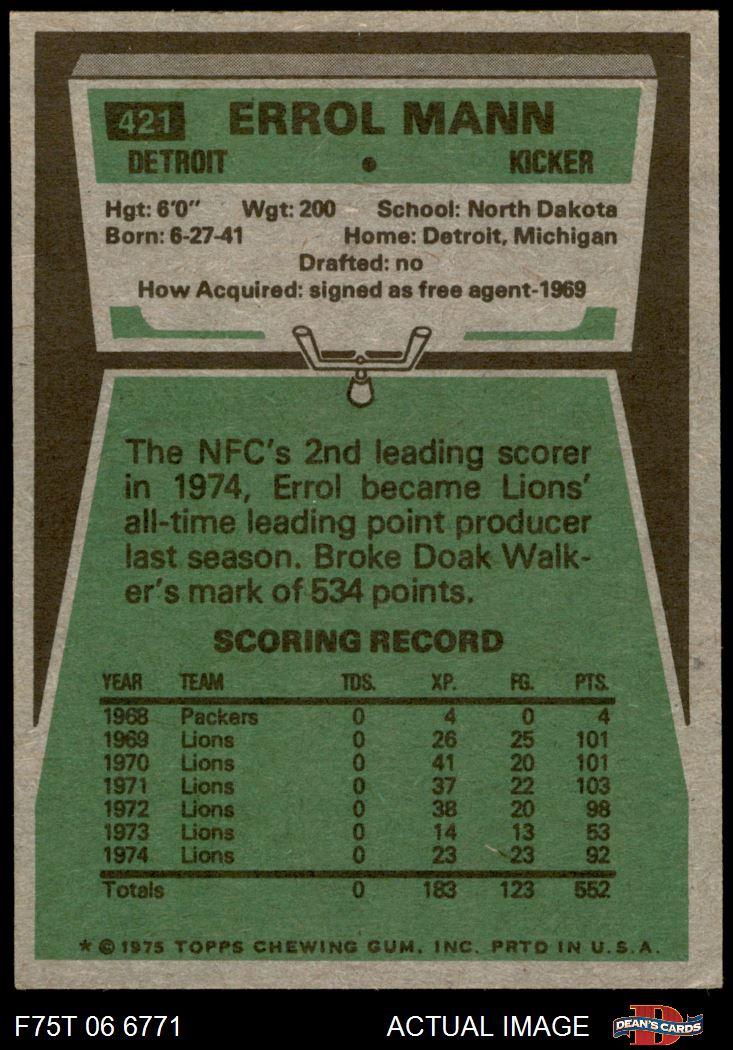 421 ERROL MANN
DETROIT • KICKER
Hgt: 6'0" Wgt: 200 School: North Dakota
Born: 6-27-41 Home: Detroit, Michigan
Drafted: no
How Acquired: signed as free agent-1969
The NFC's 2nd leading scorer
in 1974, Errol became Lions'
all-time leading point producer
last season. Broke Doak Walk-
er's mark of 534 points.
SCORING RECORD
YEAR TEAM TDS. XP. FG. PTS.
1968 Packers 0 4 0 4
1969 Lions 0 26 25 101
1970 Lions 0 41 20 101
1971 Lions 0 37 22 103
1972 Lions 0 38 20 98
1973 Lions 0 14 13 53
1974 Lions 0 23 23 92
Totals 0 183 123 552
* © 1975 TOPPS CHEWING GUM, INC. PRTD IN U.S.A.
F75T 06 6771 ACTUAL IMAGE DEAN'S CARDS